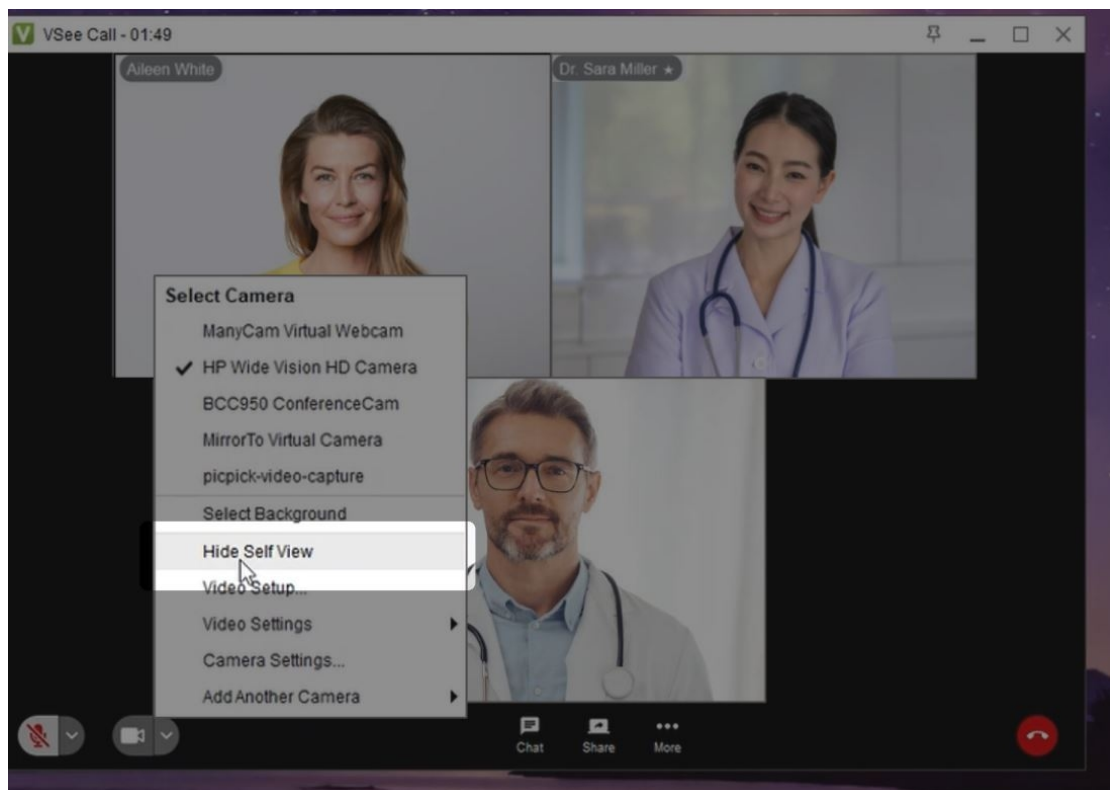 VSee Call - 01:49
Aileen White
Dr. Sara Miller ★
Select Camera
ManyCam Virtual Webcam
✔ HP Wide Vision HD Camera
BCC950 ConferenceCam
MirrorTo Virtual Camera
picpick-video-capture
Select Background
Hide Self View
Video Setup...
Video Settings
Camera Settings...
Add Another Camera
Chat Share More